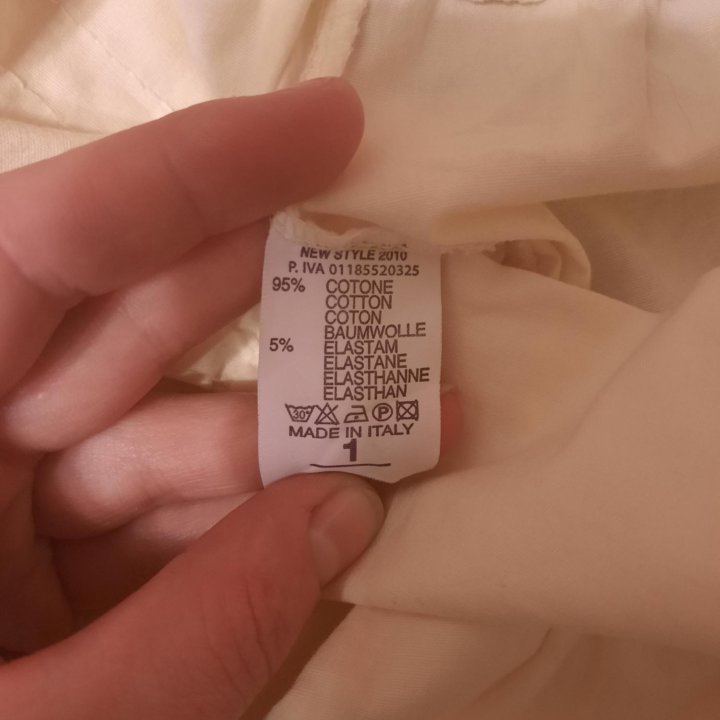 NEW STYLE 2010
P. IVA 01185520325
95% COTONE
COTTON
COTON
BAUMWOLLE
5% ELASTAM
ELASTANE
ELASTHANNE
ELASTHAN
30° P
MADE IN ITALY
1